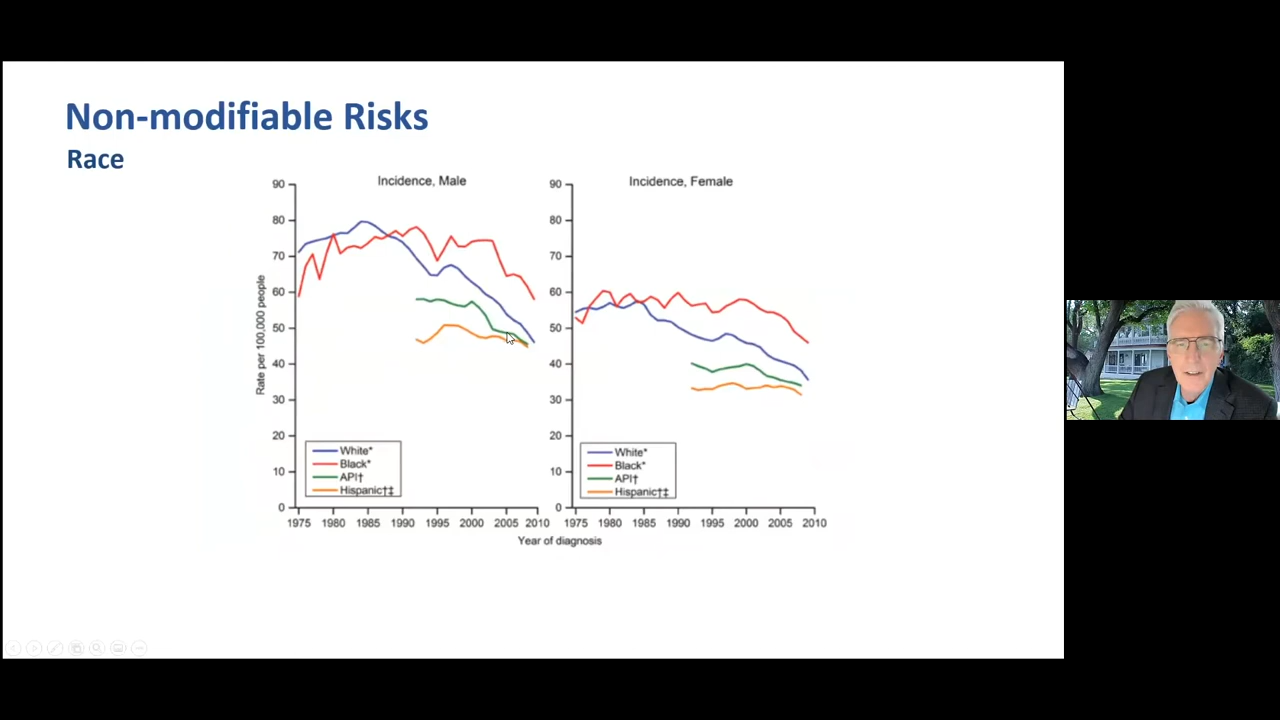 Non-modifiable Risks
Race
Incidence, Male
Incidence, Female
Rate per 100,000 people
90
80
70
60
50
40
30
20
10
0
White*
Black*
API†
Hispanic†‡
1975 1980 1985 1990 1995 2000 2005 2010
90
80
70
60
50
40
30
20
10
0
White*
Black*
API†
Hispanic†‡
1975 1980 1985 1990 1995 2000 2005 2010
Year of diagnosis